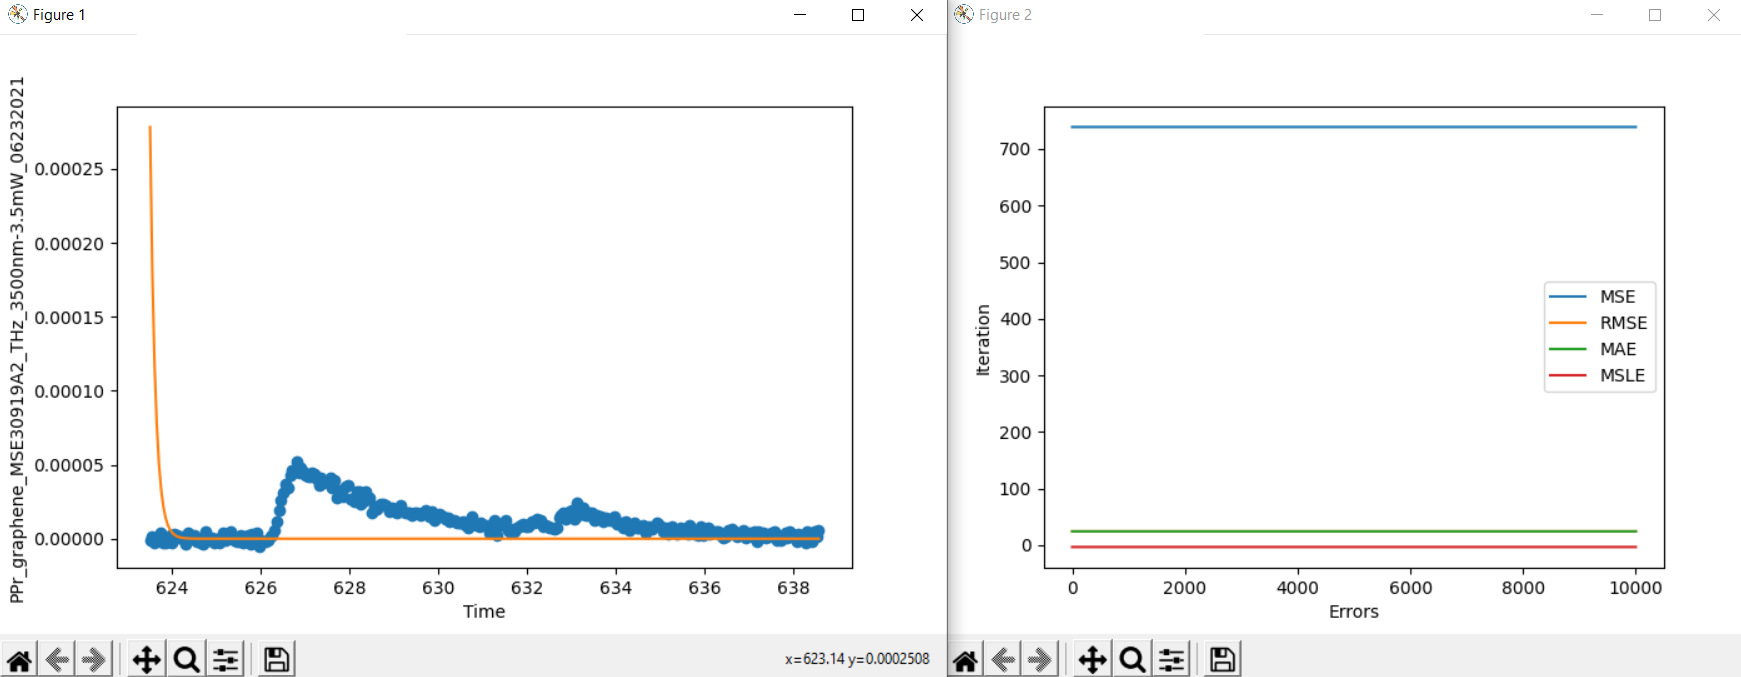 Figure 1
PPr_graphene_MSE30919A2_THz_3500nm-3.5mW_06232021
0.00025
0.00020
0.00015
0.00010
0.00005
0.00000
624 626 628 630 632 634 636 638
Time
x=623.14 y=0.0002508
Figure 2
Iteration
700
600
500
400
300
200
100
0
MSE
RMSE
MAE
MSLE
0 2000 4000 6000 8000 10000
Errors